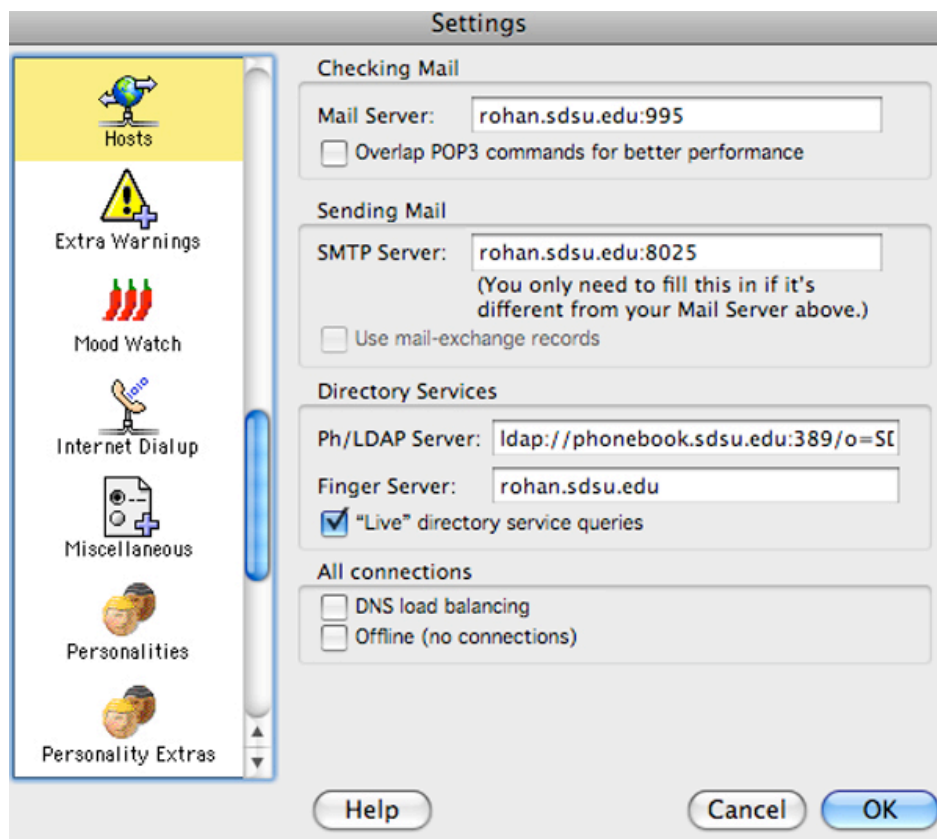 Settings
Hosts
Extra Warnings
Mood Watch
Internet Dialup
Miscellaneous
Personalities
Personality Extras
Checking Mail
Mail Server: rohan.sdsu.edu:995
Overlap POP3 commands for better performance
Sending Mail
SMTP Server: rohan.sdsu.edu:8025
(You only need to fill this in if it's
different from your Mail Server above.)
Use mail-exchange records
Directory Services
Ph/LDAP Server: ldap://phonebook.sdsu.edu:389/o=SD
Finger Server: rohan.sdsu.edu
"Live" directory service queries
All connections
DNS load balancing
Offline (no connections)
Help
Cancel
OK